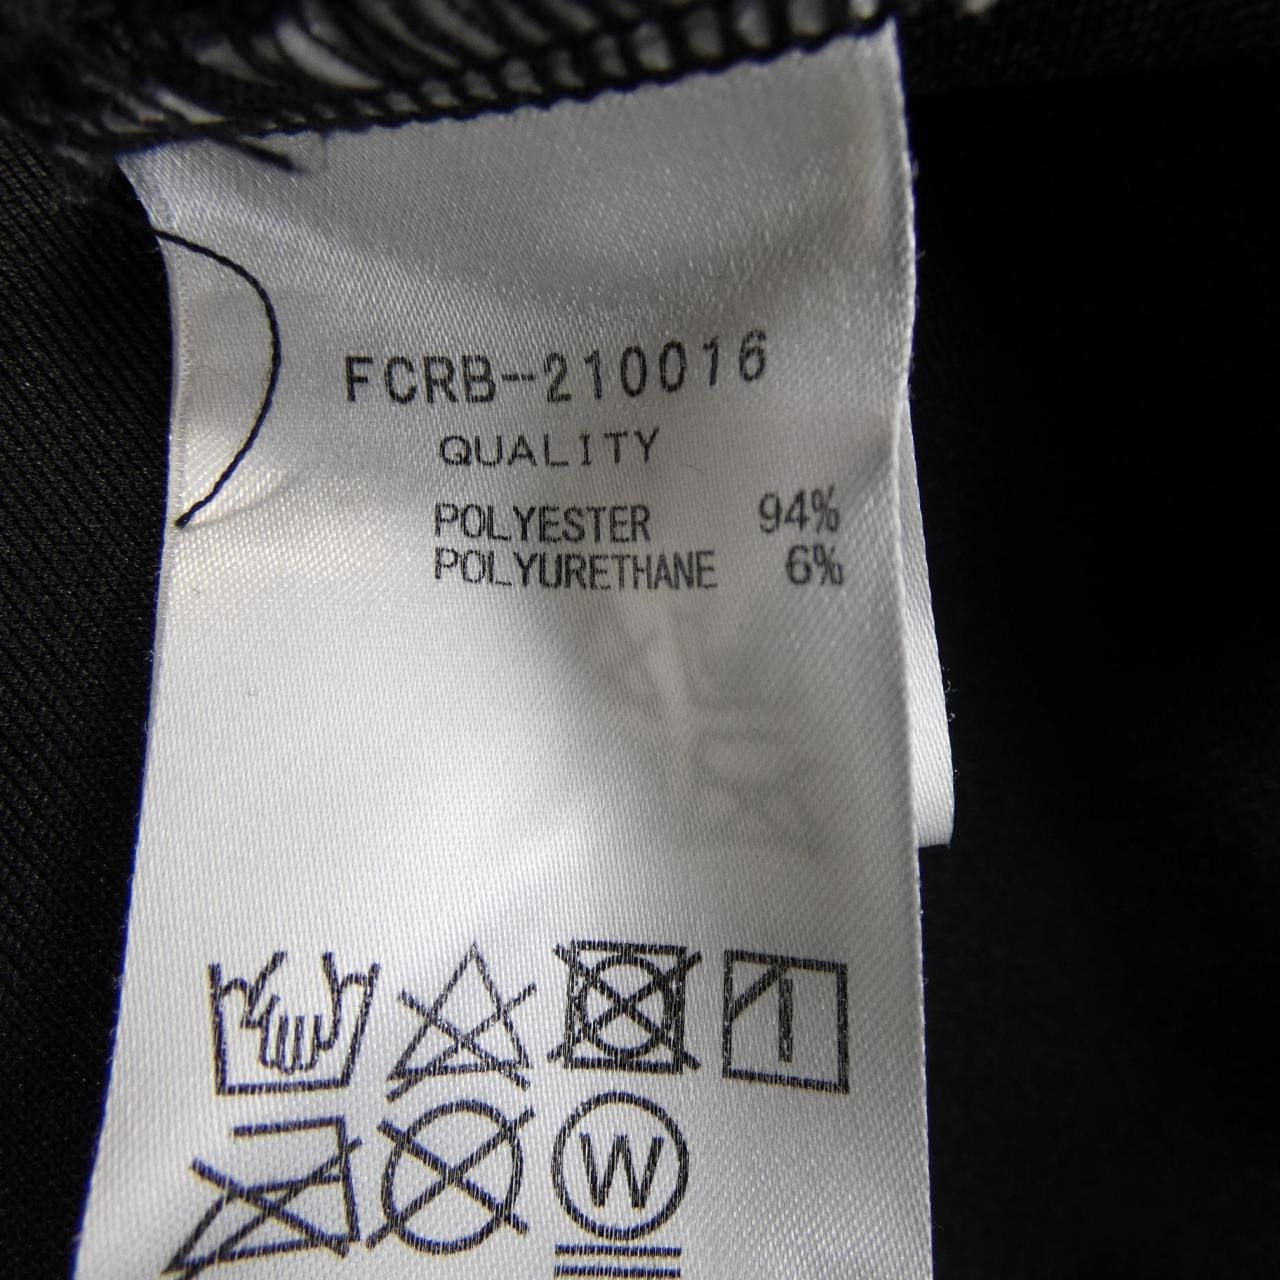 FCRB-210016
QUALITY
POLYESTER 94%
POLYURETHANE 6%
W